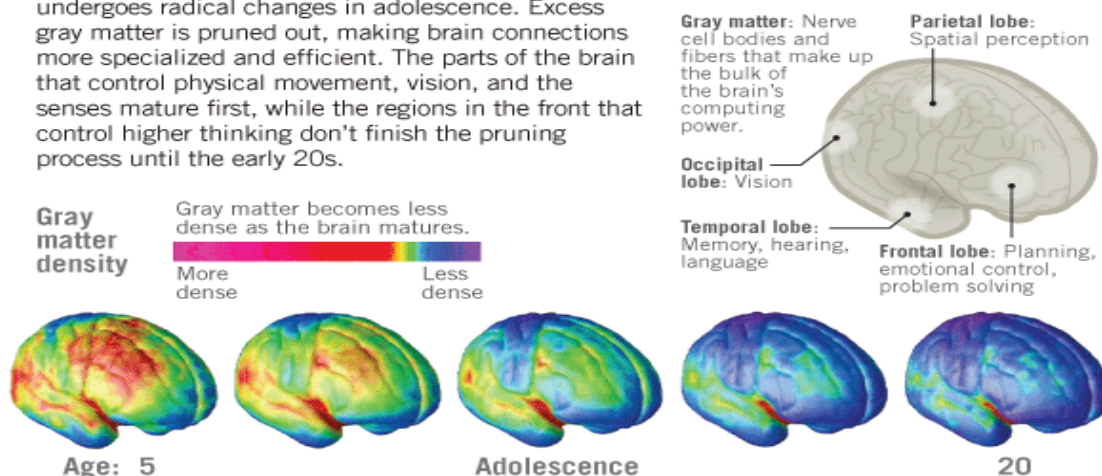 undergoes radical changes in adolescence. Excess
gray matter is pruned out, making brain connections
more specialized and efficient. The parts of the brain
that control physical movement, vision, and the
senses mature first, while the regions in the front that
control higher thinking don’t finish the pruning
process until the early 20s.
Gray matter: Nerve
cell bodies and
fibers that make up
the bulk of
the brain’s
computing
power.
Parietal lobe:
Spatial perception
Occipital
lobe: Vision
Temporal lobe:
Memory, hearing,
language
Frontal lobe: Planning,
emotional control,
problem solving
Gray
matter
density
Gray matter becomes less
dense as the brain matures.
More
dense
Less
dense
Age: 5
Adolescence
20